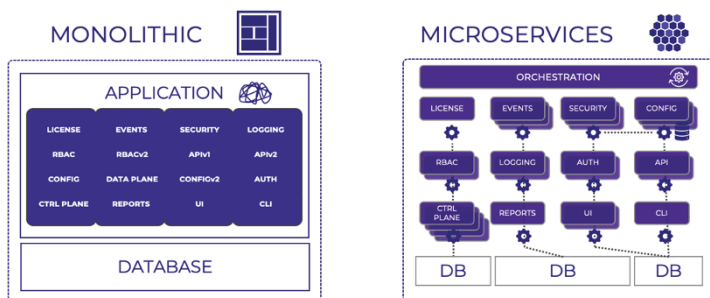 MONOLITHIC
APPLICATION
LICENSE EVENTS SECURITY LOGGING
RBAC RBACv2 APIv1 APIv2
CONFIG DATA PLANE CONFIGv2 AUTH
CTRL PLANE REPORTS UI CLI
DATABASE
MICROSERVICES
ORCHESTRATION
LICENSE EVENTS SECURITY CONFIG
RBAC LOGGING AUTH API
CTRL
PLANE REPORTS UI CLI
DB DB DB